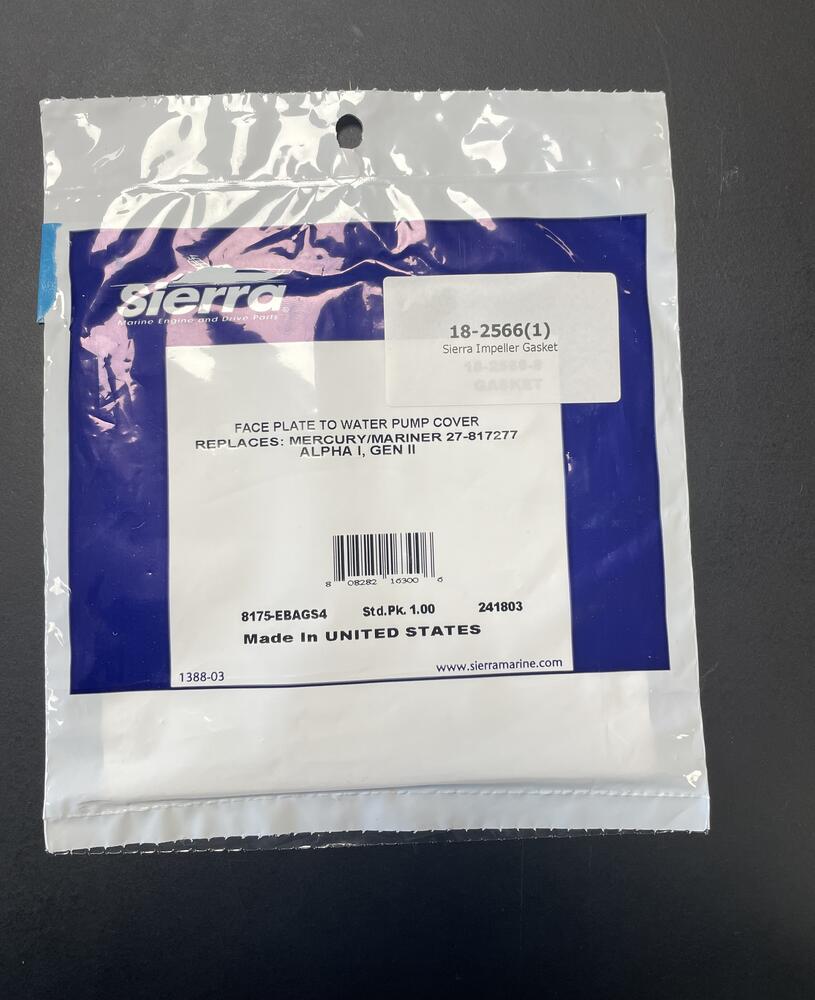 Sierra
Marine Engine and Drive Parts
18-2566(1)
Sierra Impeller Gasket
GASKET
FACE PLATE TO WATER PUMP COVER
REPLACES: MERCURY/MARINER 27-817277
ALPHA I, GEN II
8 08282 16300 6
8175-EBAGS4 Std.Pk. 1.00 241803
Made In UNITED STATES
1388-03 www.sierramarine.com